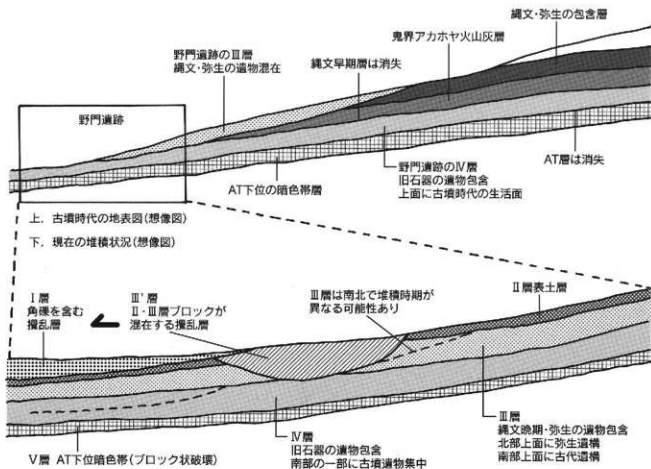 縄文・弥生の包含層
鬼界アカホヤ火山灰層
野門遺跡のⅢ層
縄文・弥生の遺物混在
縄文早期層は消失
野門遺跡
AT下位の暗色帯層
野門遺跡のⅣ層
旧石器の遺物包含
上面に古墳時代の生活面
AT層は消失
上. 古墳時代の地表図(想像図)
下. 現在の堆積状況(想像図)
Ⅰ層
角礫を含む
攪乱層
Ⅲ'層
Ⅱ・Ⅲ層ブロックが
混在する攪乱層
Ⅲ層は南北で堆積時期が
異なる可能性あり
Ⅱ層表土層
Ⅴ層 AT下位暗色帯(ブロック状破壊)
Ⅳ層
旧石器の遺物包含
南部の一部に古墳遺物集中
Ⅲ層
縄文晩期・弥生の遺物包含
北部上面に弥生遺構
南部上面に古代遺構